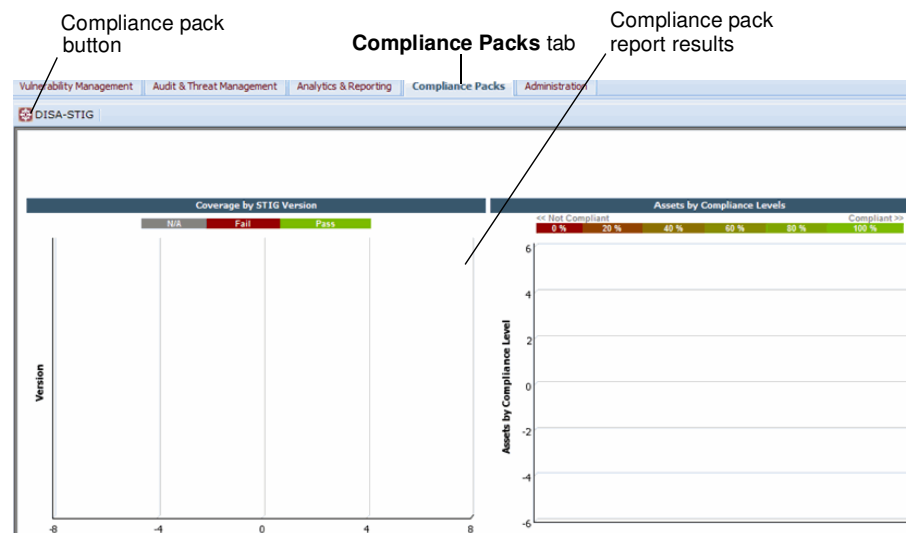 Compliance pack
button
Compliance Packs tab
Compliance pack
report results
Vulnerability Management
Audit & Threat Management
Analytics & Reporting
Compliance Packs
Administration
DISA-STIG
Coverage by STIG Version
N/A
Fail
Pass
Version
-8
-4
0
4
8
Assets by Compliance Levels
<< Not Compliant
Compliant >>
0 %
20 %
40 %
60 %
80 %
100 %
Assets by Compliance Level
6
4
2
0
-2
-4
-6